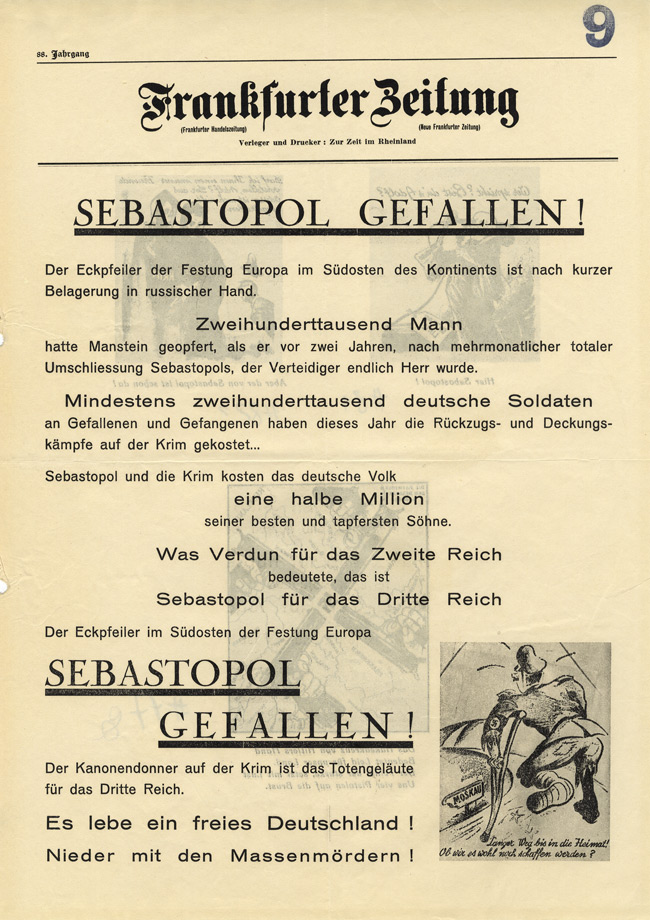 9
88. Jahrgang
Frankfurter Zeitung
(Frankfurter Handelszeitung) (Neue Frankfurter Zeitung)
Verleger und Drucker : Zur Zeit im Rheinland
SEBASTOPOL GEFALLEN !
Der Eckpfeiler der Festung Europa im Südosten des Kontinents ist nach kurzer
Belagerung in russischer Hand.
Zweihunderttausend Mann
hatte Manstein geopfert, als er vor zwei Jahren, nach mehrmonatlicher totaler
Umschliessung Sebastopols, der Verteidiger endlich Herr wurde.
Mindestens zweihunderttausend deutsche Soldaten
an Gefallenen und Gefangenen haben dieses Jahr die Rückzugs- und Deckungs-
kämpfe auf der Krim gekostet...
Sebastopol und die Krim kosten das deutsche Volk
eine halbe Million
seiner besten und tapfersten Söhne.
Was Verdun für das Zweite Reich
bedeutete, das ist
Sebastopol für das Dritte Reich
Der Eckpfeiler im Südosten der Festung Europa
SEBASTOPOL
GEFALLEN !
Der Kanonendonner auf der Krim ist das Totengeläute
für das Dritte Reich.
Es lebe ein freies Deutschland !
Nieder mit den Massenmördern !
MOSKAU
Langer Weg bis in die Heimat!
Ob wir es wohl noch schaffen werden ?